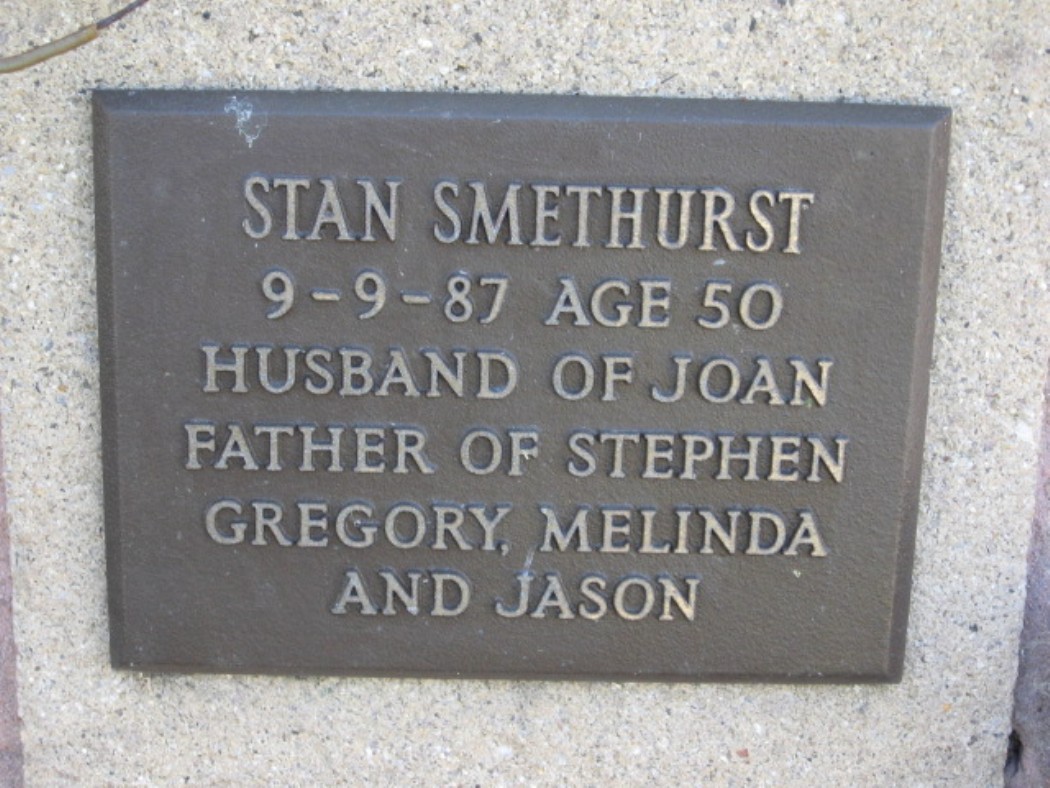 STAN SMETHURST
9-9-87 AGE 50
HUSBAND OF JOAN
FATHER OF STEPHEN
GREGORY, MELINDA
AND JASON